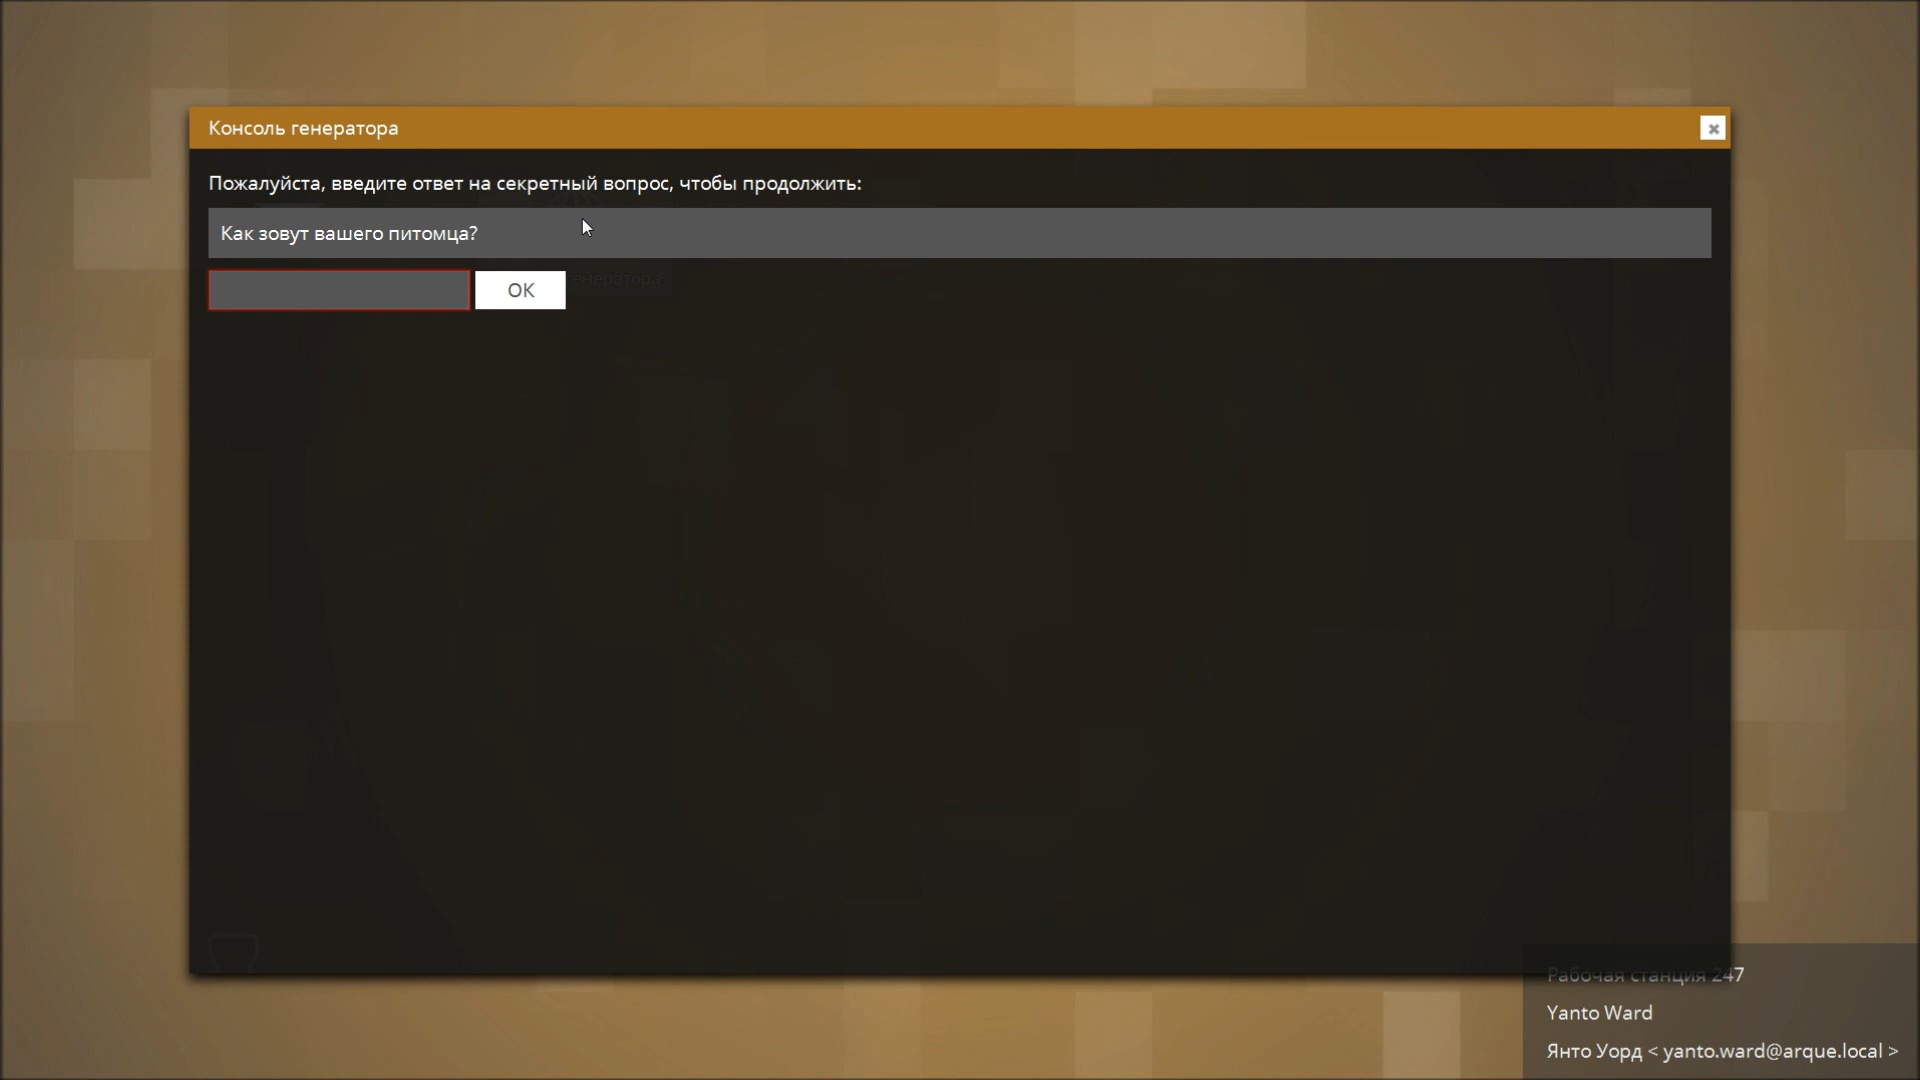 Консоль генератора
Пожалуйста, введите ответ на секретный вопрос, чтобы продолжить:
Как зовут вашего питомца?
OK
енератора
Рабочая станция 247
Yanto Ward
Янто Уорд < yanto.ward@arque.local >